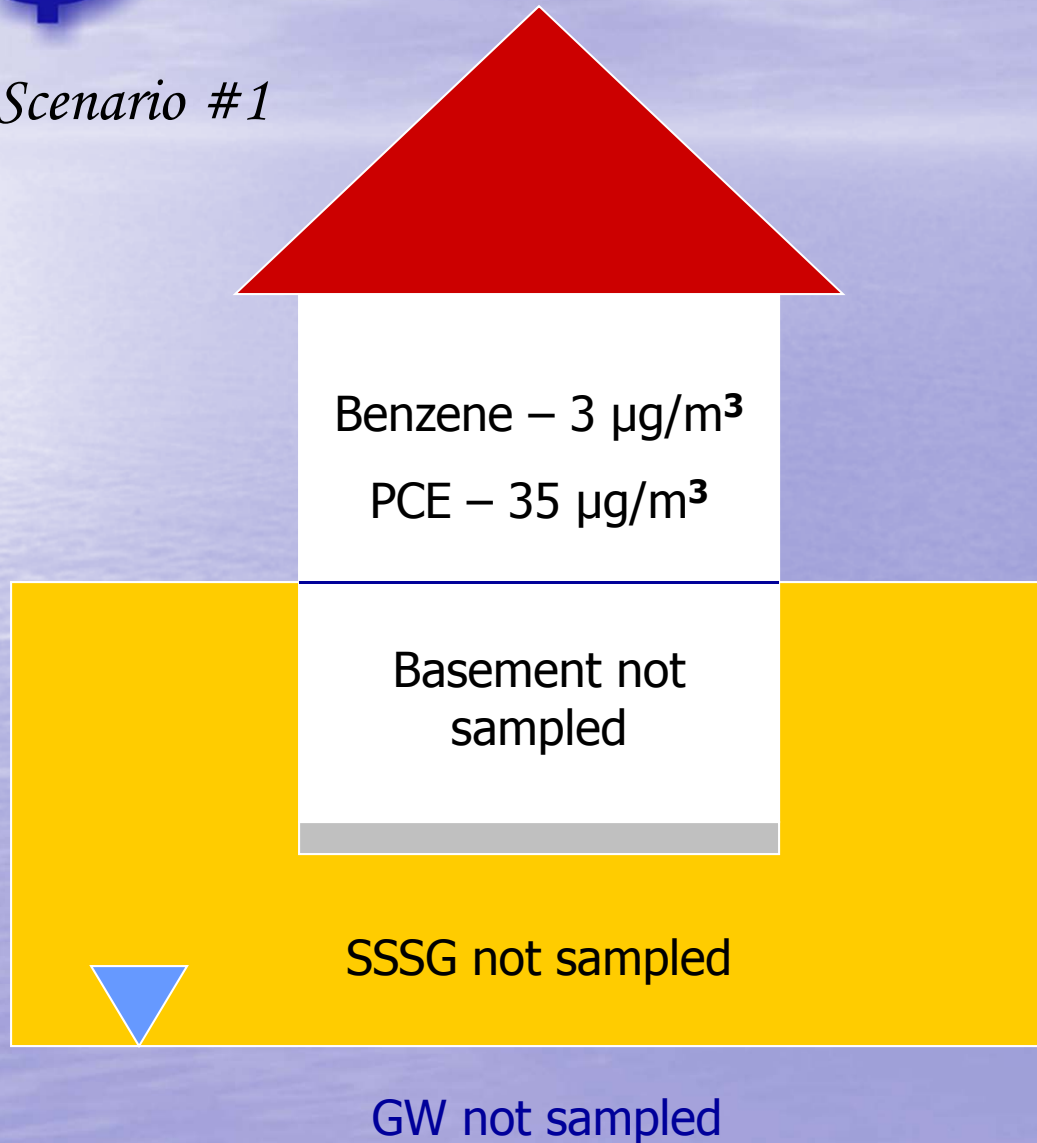 Scenario #1
Benzene – 3 µg/m³
PCE – 35 µg/m³
Basement not
sampled
SSSG not sampled
GW not sampled